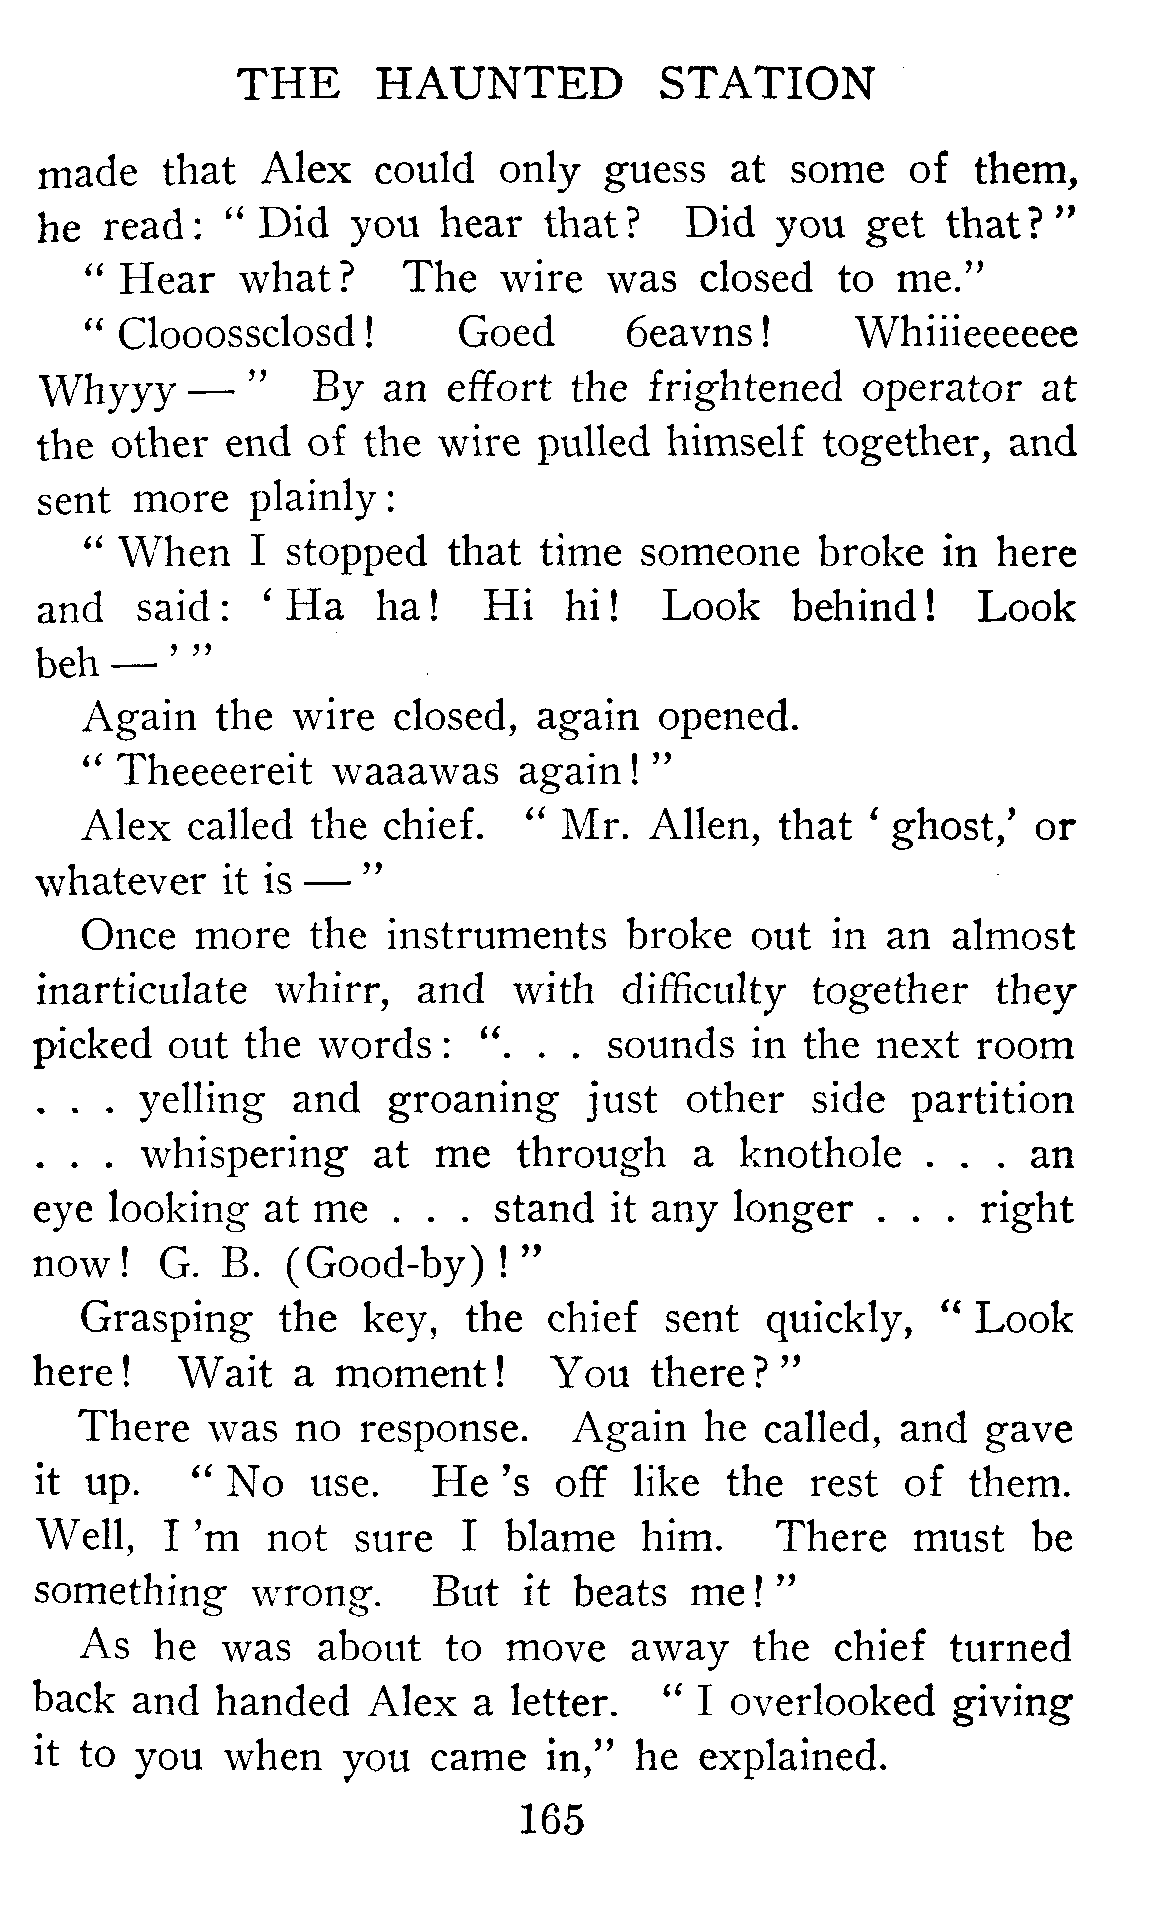 THE HAUNTED STATION
made that Alex could only guess at some of them,
he read: “ Did you hear that? Did you get that? ”
“ Hear what? The wire was closed to me.”
“ Clooossclosd! Goed 6eavns! Whiiieeeeee
Whyyy — ” By an effort the frightened operator at
the other end of the wire pulled himself together, and
sent more plainly:
“ When I stopped that time someone broke in here
and said: ‘ Ha ha! Hi hi! Look behind! Look
beh — ’ ”
Again the wire closed, again opened.
“ Theeeereit waaawas again! ”
Alex called the chief. “ Mr. Allen, that ‘ ghost,’ or
whatever it is — ”
Once more the instruments broke out in an almost
inarticulate whirr, and with difficulty together they
picked out the words: “. . . sounds in the next room
. . . yelling and groaning just other side partition
. . . whispering at me through a knothole . . . an
eye looking at me . . . stand it any longer . . . right
now! G. B. (Good-by) ! ”
Grasping the key, the chief sent quickly, “ Look
here! Wait a moment! You there? ”
There was no response. Again he called, and gave
it up. “ No use. He ’s off like the rest of them.
Well, I ’m not sure I blame him. There must be
something wrong. But it beats me! ”
As he was about to move away the chief turned
back and handed Alex a letter. “ I overlooked giving
it to you when you came in,” he explained.
165